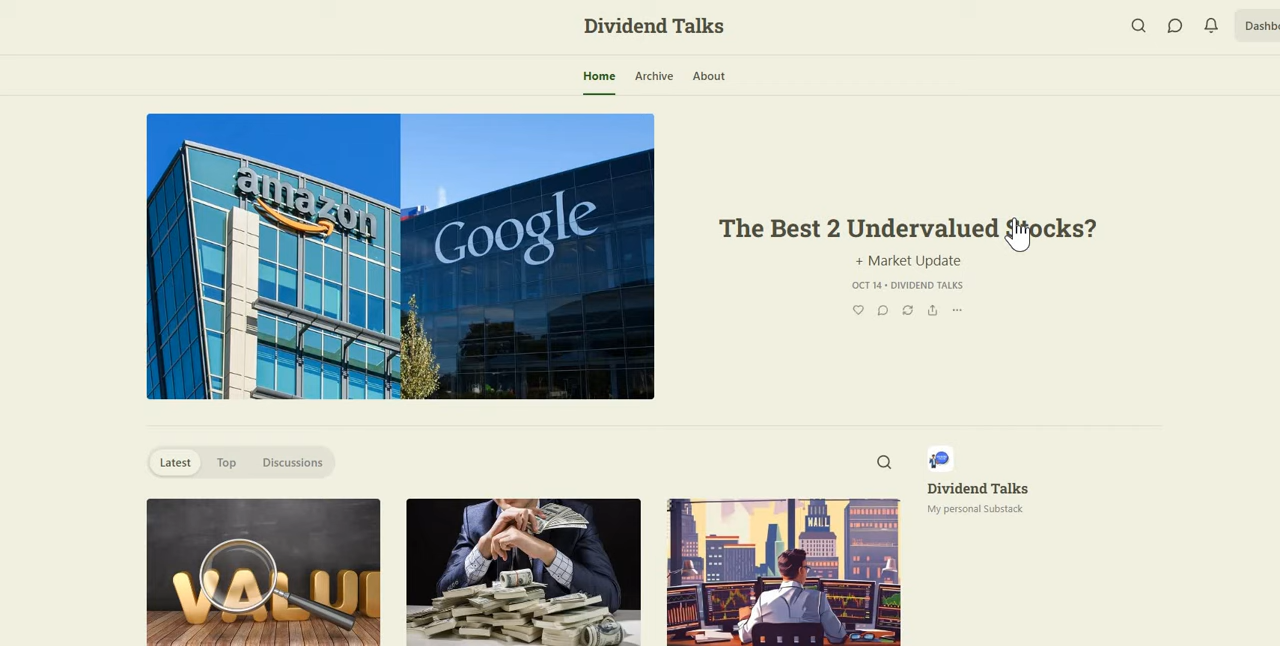 Dividend Talks
Dashbo
Home
Archive
About
amazon
Google
The Best 2 Undervalued Stocks?
+ Market Update
OCT 14 • DIVIDEND TALKS
Latest
Top
Discussions
Dividend Talks
My personal Substack
VALU
WALL